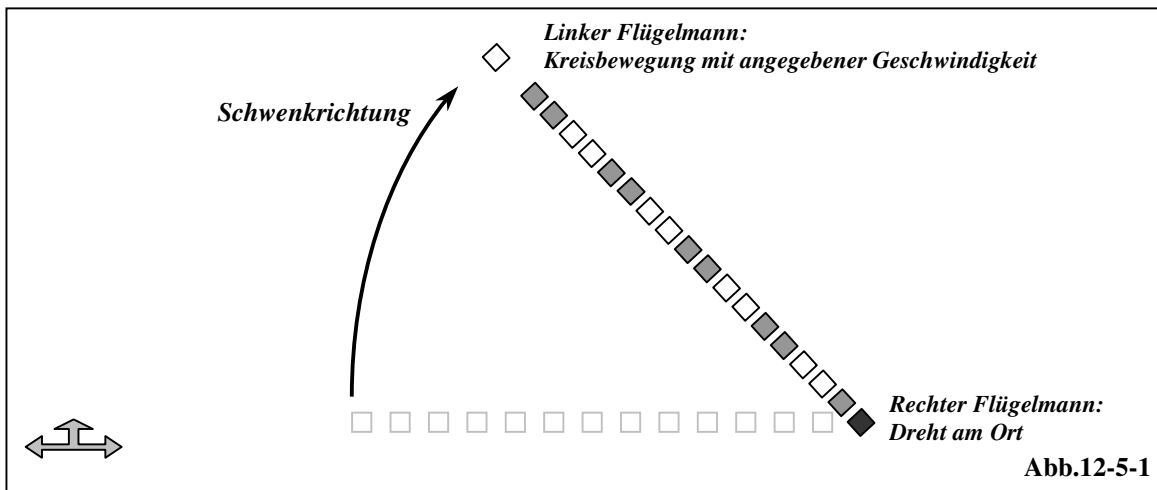 Linker Flügelmann:
Kreisbewegung mit angegebener Geschwindigkeit
Schwenkrichtung
Rechter Flügelmann:
Dreht am Ort
Abb.12-5-1